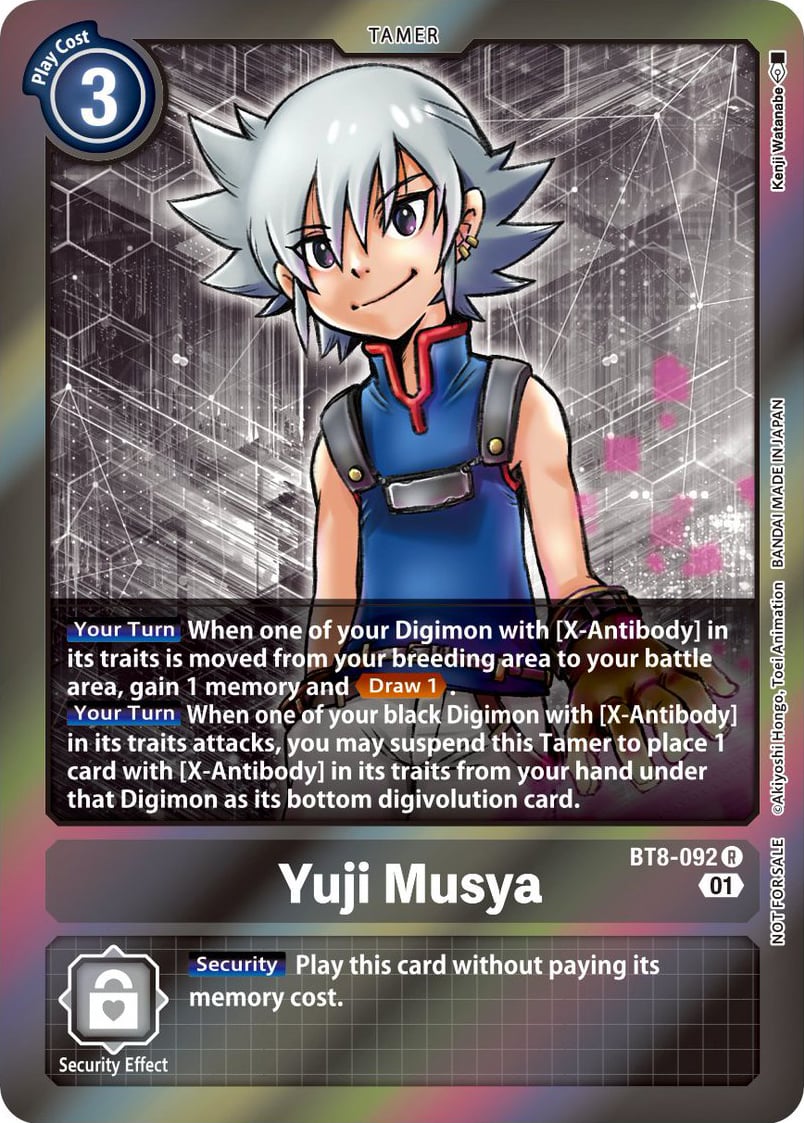 Play Cost
3
TAMER
Kenji Watanabe
Your Turn When one of your Digimon with [X-Antibody] in
its traits is moved from your breeding area to your battle
area, gain 1 memory and Draw 1 .
Your Turn When one of your black Digimon with [X-Antibody]
in its traits attacks, you may suspend this Tamer to place 1
card with [X-Antibody] in its traits from your hand under
that Digimon as its bottom digivolution card.
©Akiyoshi Hongo, Toei Animation BANDAI MADE IN JAPAN
NOT FOR SALE
BT8-092 R
01
Yuji Musya
Security Play this card without paying its
memory cost.
Security Effect